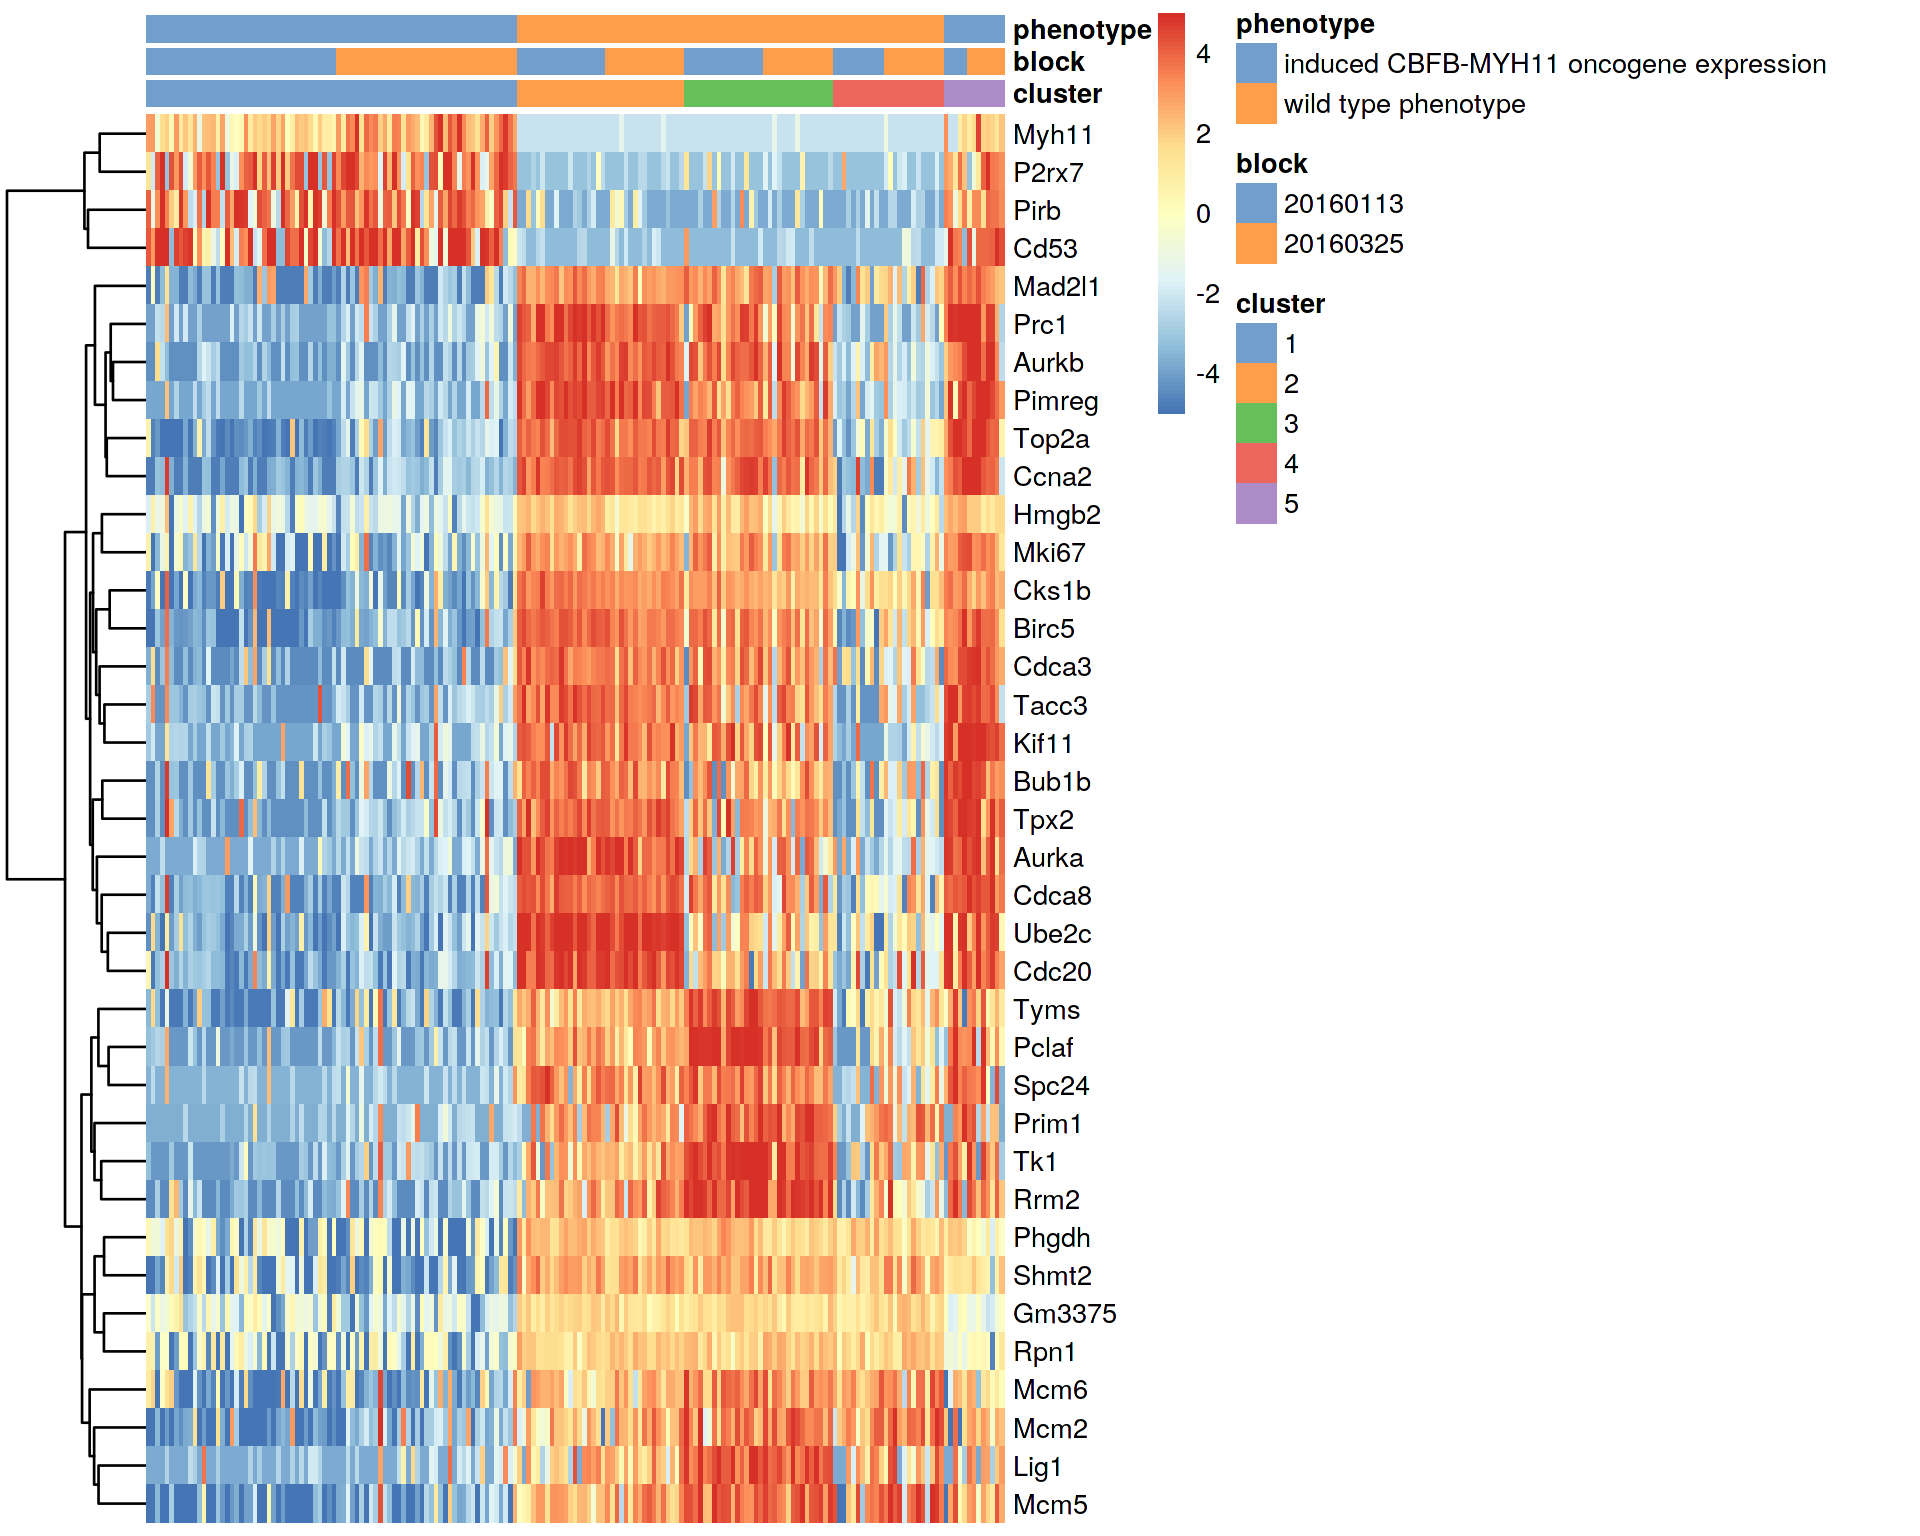 phenotype
block
cluster
Myh11
P2rx7
Pirb
Cd53
Mad2l1
Prc1
Aurkb
Pimreg
Top2a
Ccna2
Hmgb2
Mki67
Cks1b
Birc5
Cdca3
Tacc3
Kif11
Bub1b
Tpx2
Aurka
Cdca8
Ube2c
Cdc20
Tyms
Pclaf
Spc24
Prim1
Tk1
Rrm2
Phgdh
Shmt2
Gm3375
Rpn1
Mcm6
Mcm2
Lig1
Mcm5
4
2
0
-2
-4
phenotype
induced CBFB-MYH11 oncogene expression
wild type phenotype
block
20160113
20160325
cluster
1
2
3
4
5